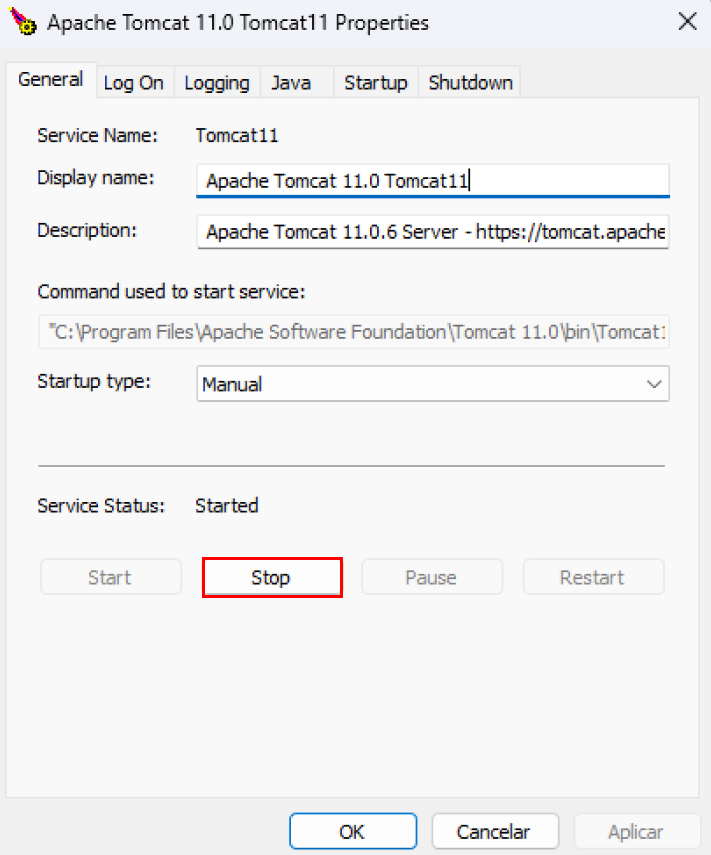 Apache Tomcat 11.0 Tomcat11 Properties
General Log On Logging Java Startup Shutdown
Service Name: Tomcat11
Display name: Apache Tomcat 11.0 Tomcat11
Description: Apache Tomcat 11.0.6 Server - https://tomcat.apache
Command used to start service:
"C:\Program Files\Apache Software Foundation\Tomcat 11.0\bin\Tomcat1
Startup type: Manual
Service Status: Started
Start Stop Pause Restart
OK Cancelar Aplicar